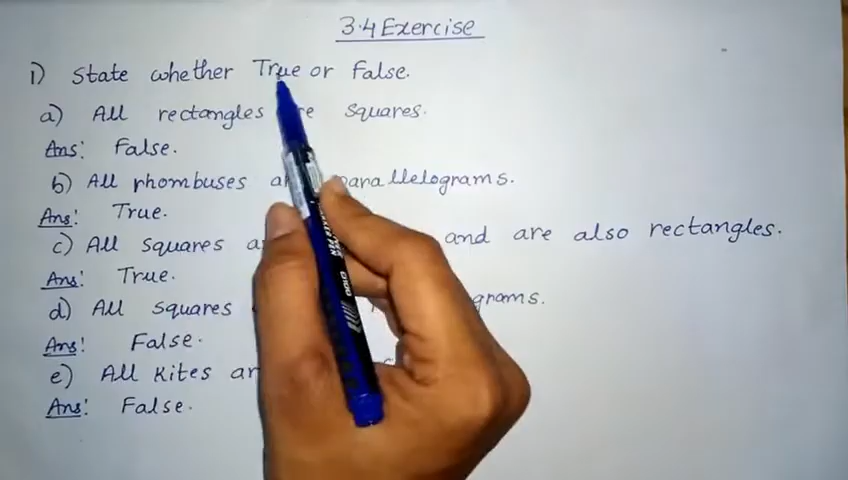 3.4 Exercise
1) State whether True or False.
a) All rectangles are squares.
Ans: False.
b) All rhombuses parallelograms.
Ans: True.
c) All squares and are also rectangles.
Ans: True.
d) All squares
Ans: False.
e) All Kites
Ans: False.